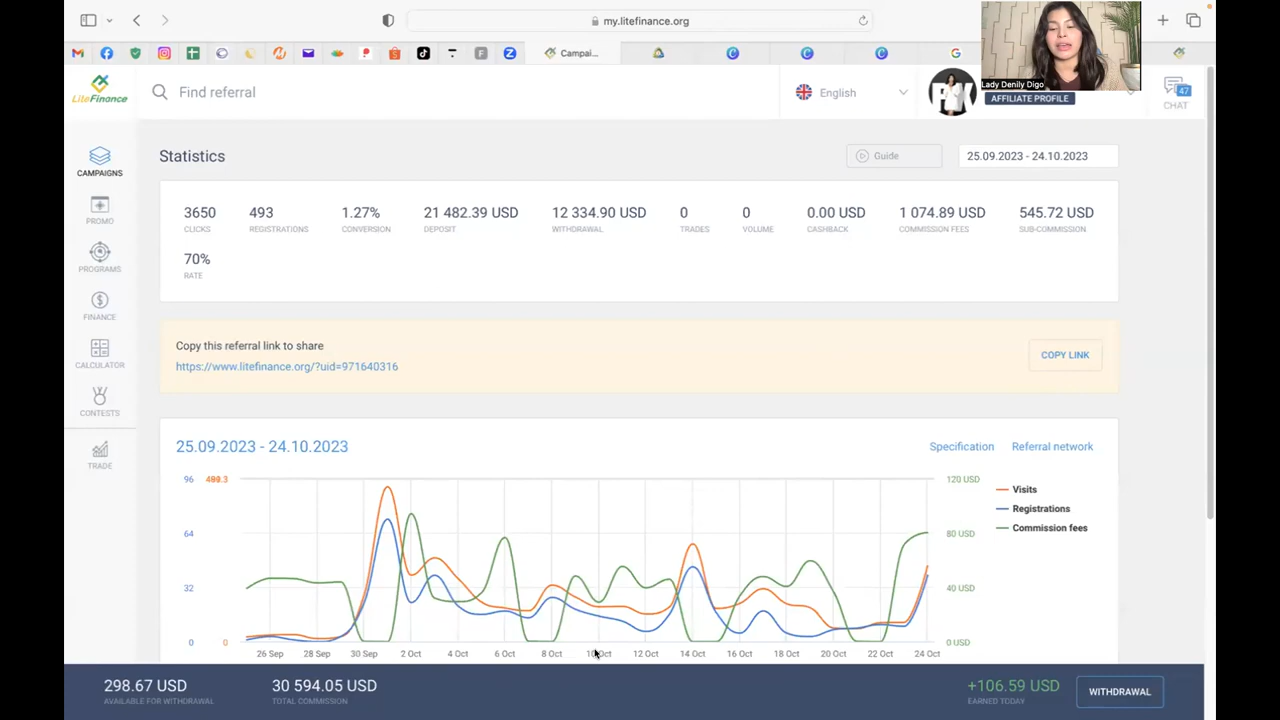 my.litefinance.org
Campai...
Lady Denily Digo
LiteFinance
Find referral
English
AFFILIATE PROFILE
47
CHAT
CAMPAIGNS
PROMO
PROGRAMS
FINANCE
CALCULATOR
CONTESTS
TRADE
Statistics
Guide
25.09.2023 - 24.10.2023
3650 493 1.27% 21 482.39 USD 12 334.90 USD 0 0 0.00 USD 1 074.89 USD 545.72 USD
CLICKS REGISTRATIONS CONVERSION DEPOSIT WITHDRAWAL TRADES VOLUME CASHBACK COMMISSION FEES SUB-COMMISSION
70%
RATE
Copy this referral link to share
https://www.litefinance.org/?uid=971640316
COPY LINK
25.09.2023 - 24.10.2023
Specification Referral network
96 120 USD
64 80 USD
32 40 USD
0 0 0 USD
Visits
Registrations
Commission fees
26 Sep 28 Sep 30 Sep 2 Oct 4 Oct 6 Oct 8 Oct 10 Oct 12 Oct 14 Oct 16 Oct 18 Oct 20 Oct 22 Oct 24 Oct
298.67 USD 30 594.05 USD +106.59 USD
AVAILABLE FOR WITHDRAWAL TOTAL COMMISSION EARNED TODAY
WITHDRAWAL